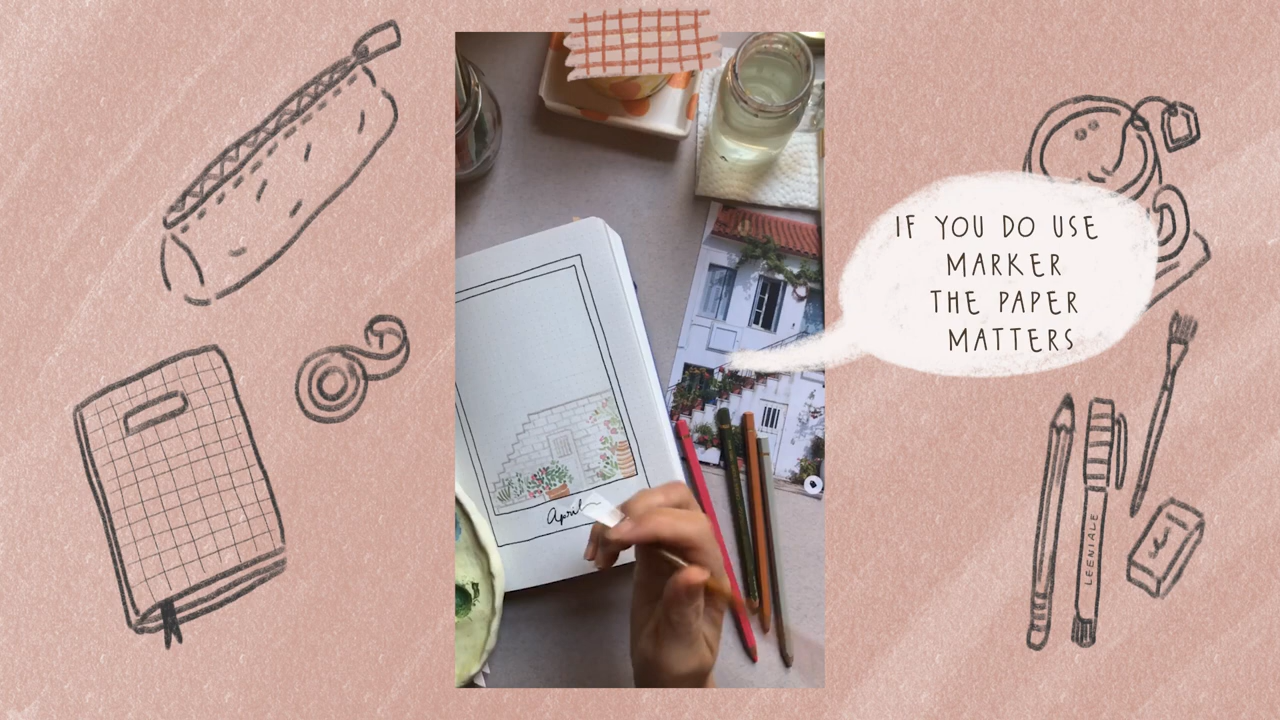 IF YOU DO USE
MARKER
THE PAPER
MATTERS
April
LEENIALE